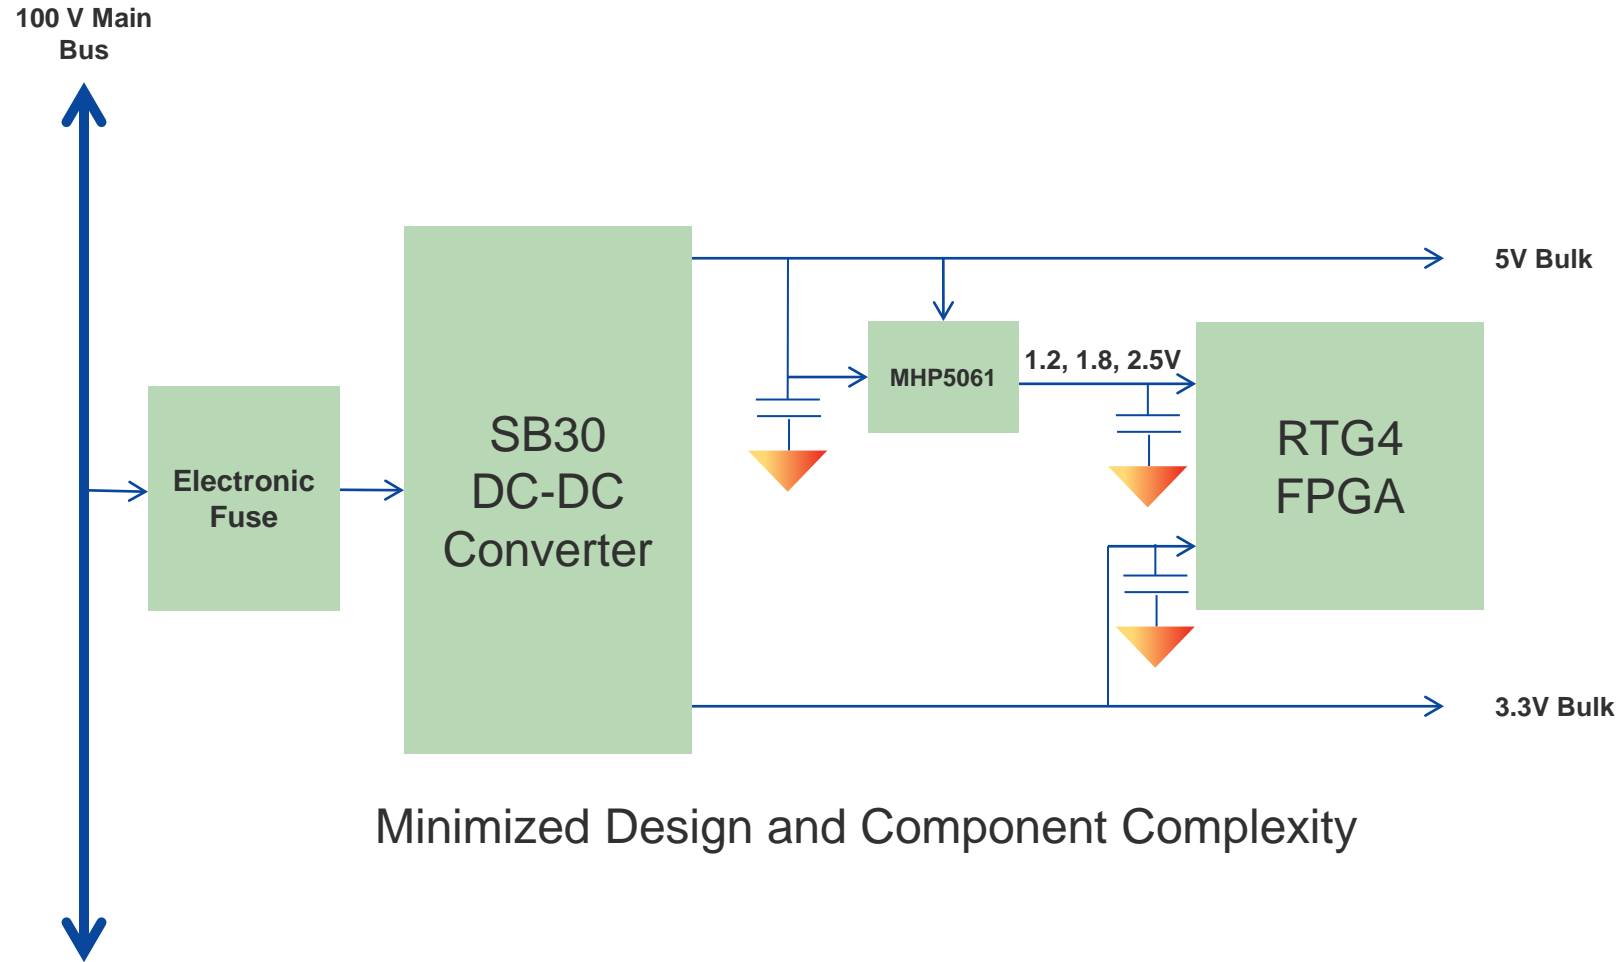 100 V Main
Bus
5V Bulk
1.2, 1.8, 2.5V
MHP5061
SB30
DC-DC
Converter
RTG4
FPGA
Electronic
Fuse
3.3V Bulk
Minimized Design and Component Complexity